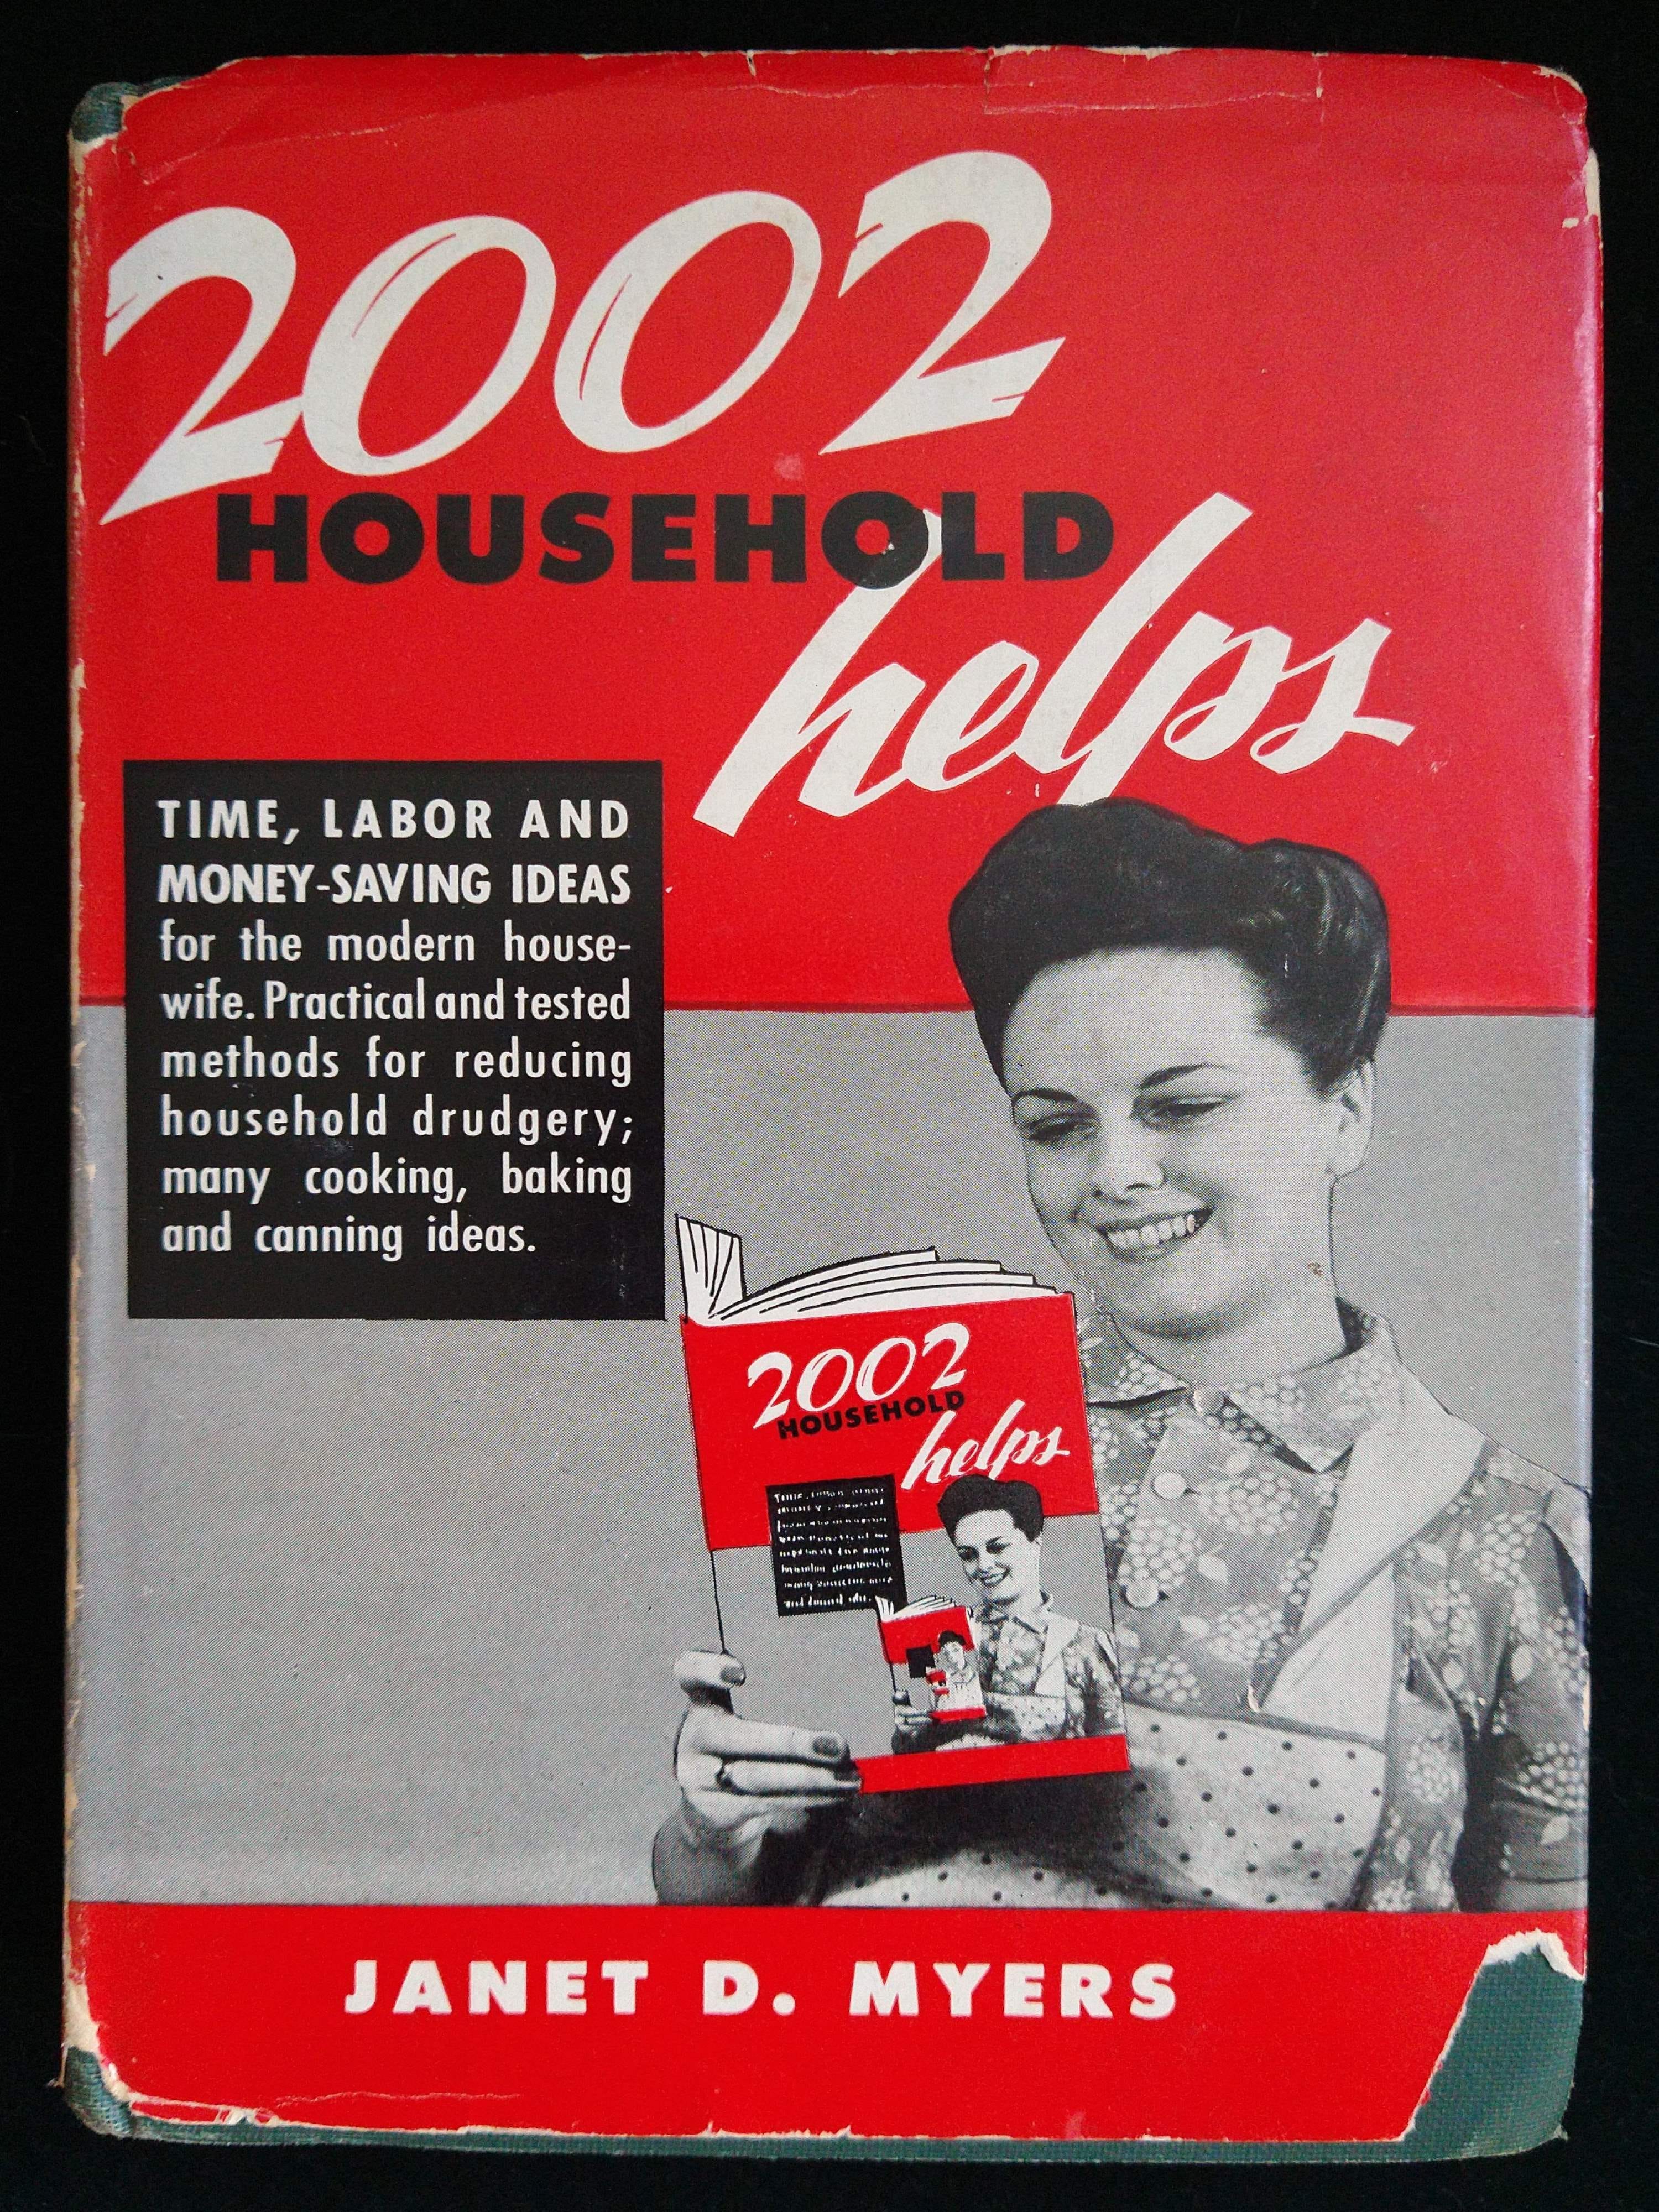 2002
HOUSEHOLD
helps
TIME, LABOR AND
MONEY-SAVING IDEAS
for the modern house-
wife. Practical and tested
methods for reducing
household drudgery;
many cooking, baking
and canning ideas.
2002
HOUSEHOLD
helps
JANET D. MYERS